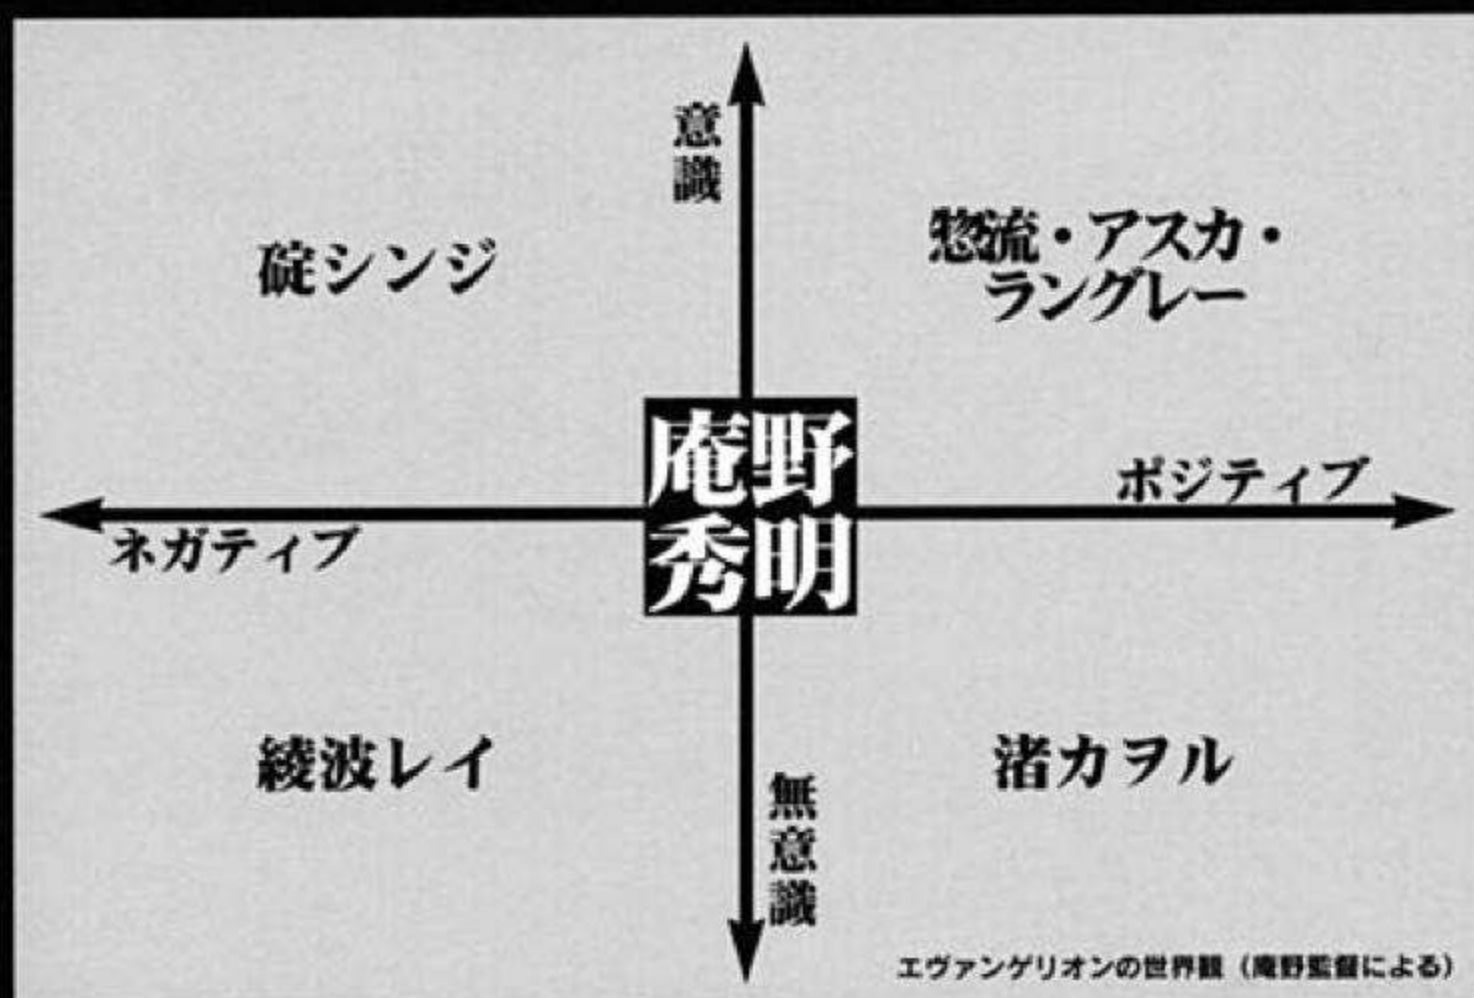 意識
碇シンジ
惣流・アスカ・
ラングレー
庵野
秀明
ポジティブ
ネガティブ
綾波レイ
渚カヲル
無意識
エヴァンゲリオンの世界観（庵野監督による）